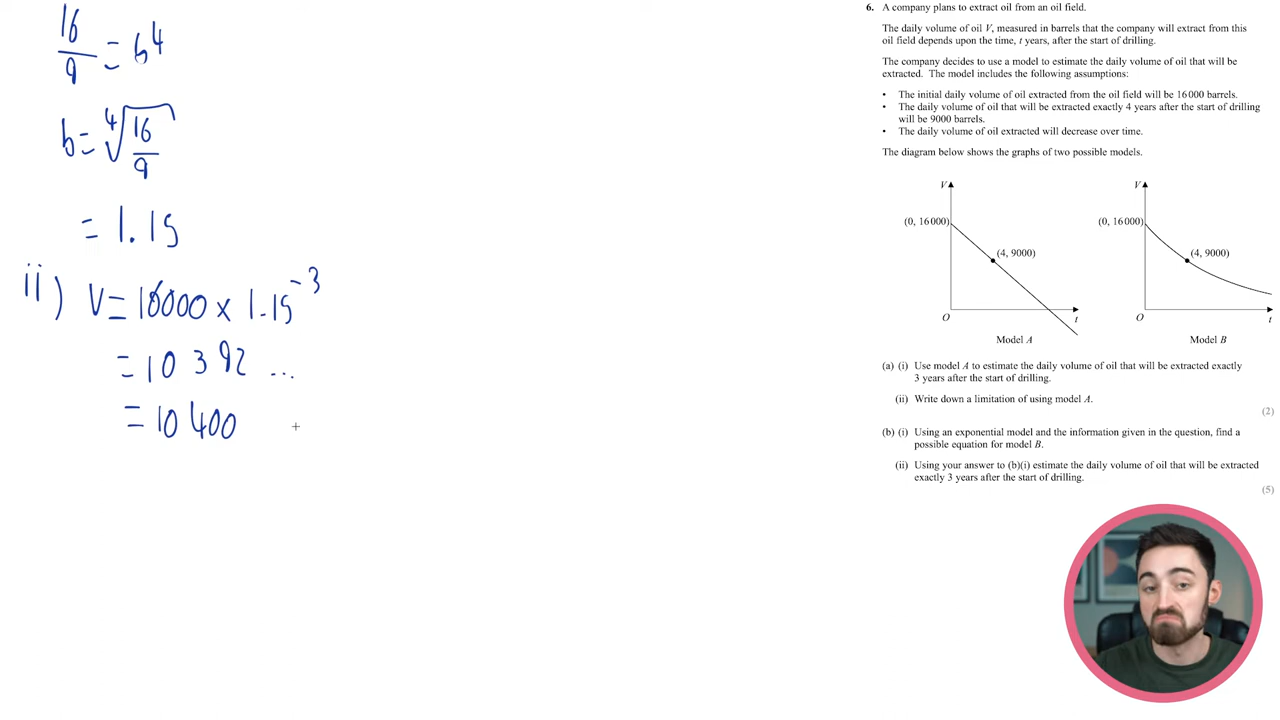 16/9 = b^4
b = ⁴√16/9
= 1.15
ii) V = 16000 × 1.15^-3
= 10 392 ...
= 10 400
6. A company plans to extract oil from an oil field.
The daily volume of oil V, measured in barrels that the company will extract from this
oil field depends upon the time, t years, after the start of drilling.
The company decides to use a model to estimate the daily volume of oil that will be
extracted. The model includes the following assumptions:
• The initial daily volume of oil extracted from the oil field will be 16 000 barrels.
• The daily volume of oil that will be extracted exactly 4 years after the start of drilling
will be 9000 barrels.
• The daily volume of oil extracted will decrease over time.
The diagram below shows the graphs of two possible models.
V
(0, 16 000)
(4, 9000)
O
t
Model A
V
(0, 16 000)
(4, 9000)
O
t
Model B
(a) (i) Use model A to estimate the daily volume of oil that will be extracted exactly
3 years after the start of drilling.
(ii) Write down a limitation of using model A.
(2)
(b) (i) Using an exponential model and the information given in the question, find a
possible equation for model B.
(ii) Using your answer to (b)(i) estimate the daily volume of oil that will be extracted
exactly 3 years after the start of drilling.
(5)